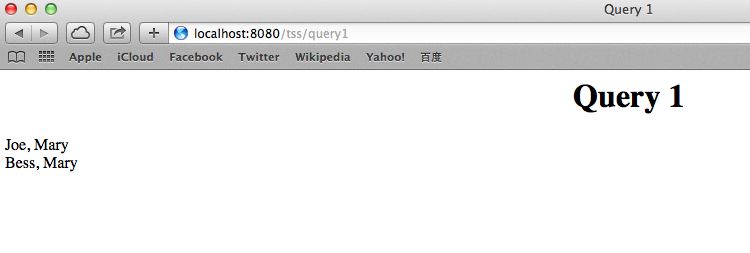 Query 1
localhost:8080/tss/query1
Apple iCloud Facebook Twitter Wikipedia Yahoo! 百度
Query 1
Joe, Mary
Bess, Mary